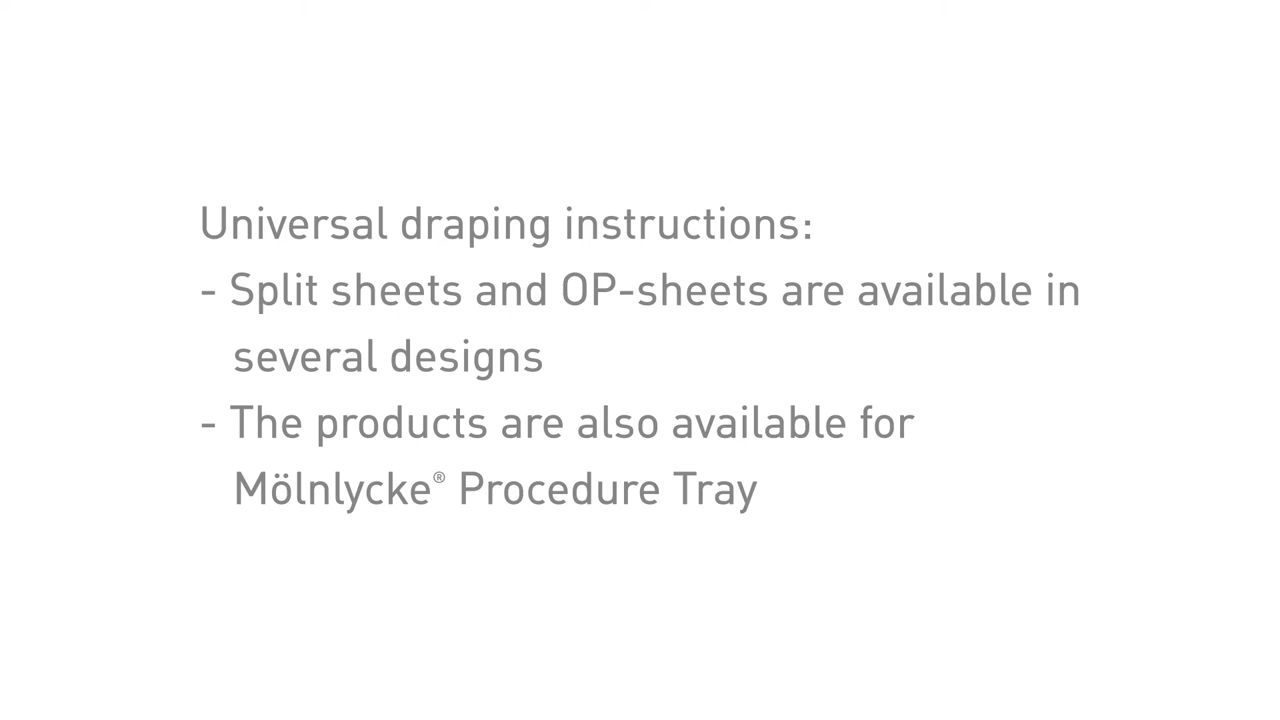 Universal draping instructions:
- Split sheets and OP-sheets are available in
several designs
- The products are also available for
Mölnlycke® Procedure Tray